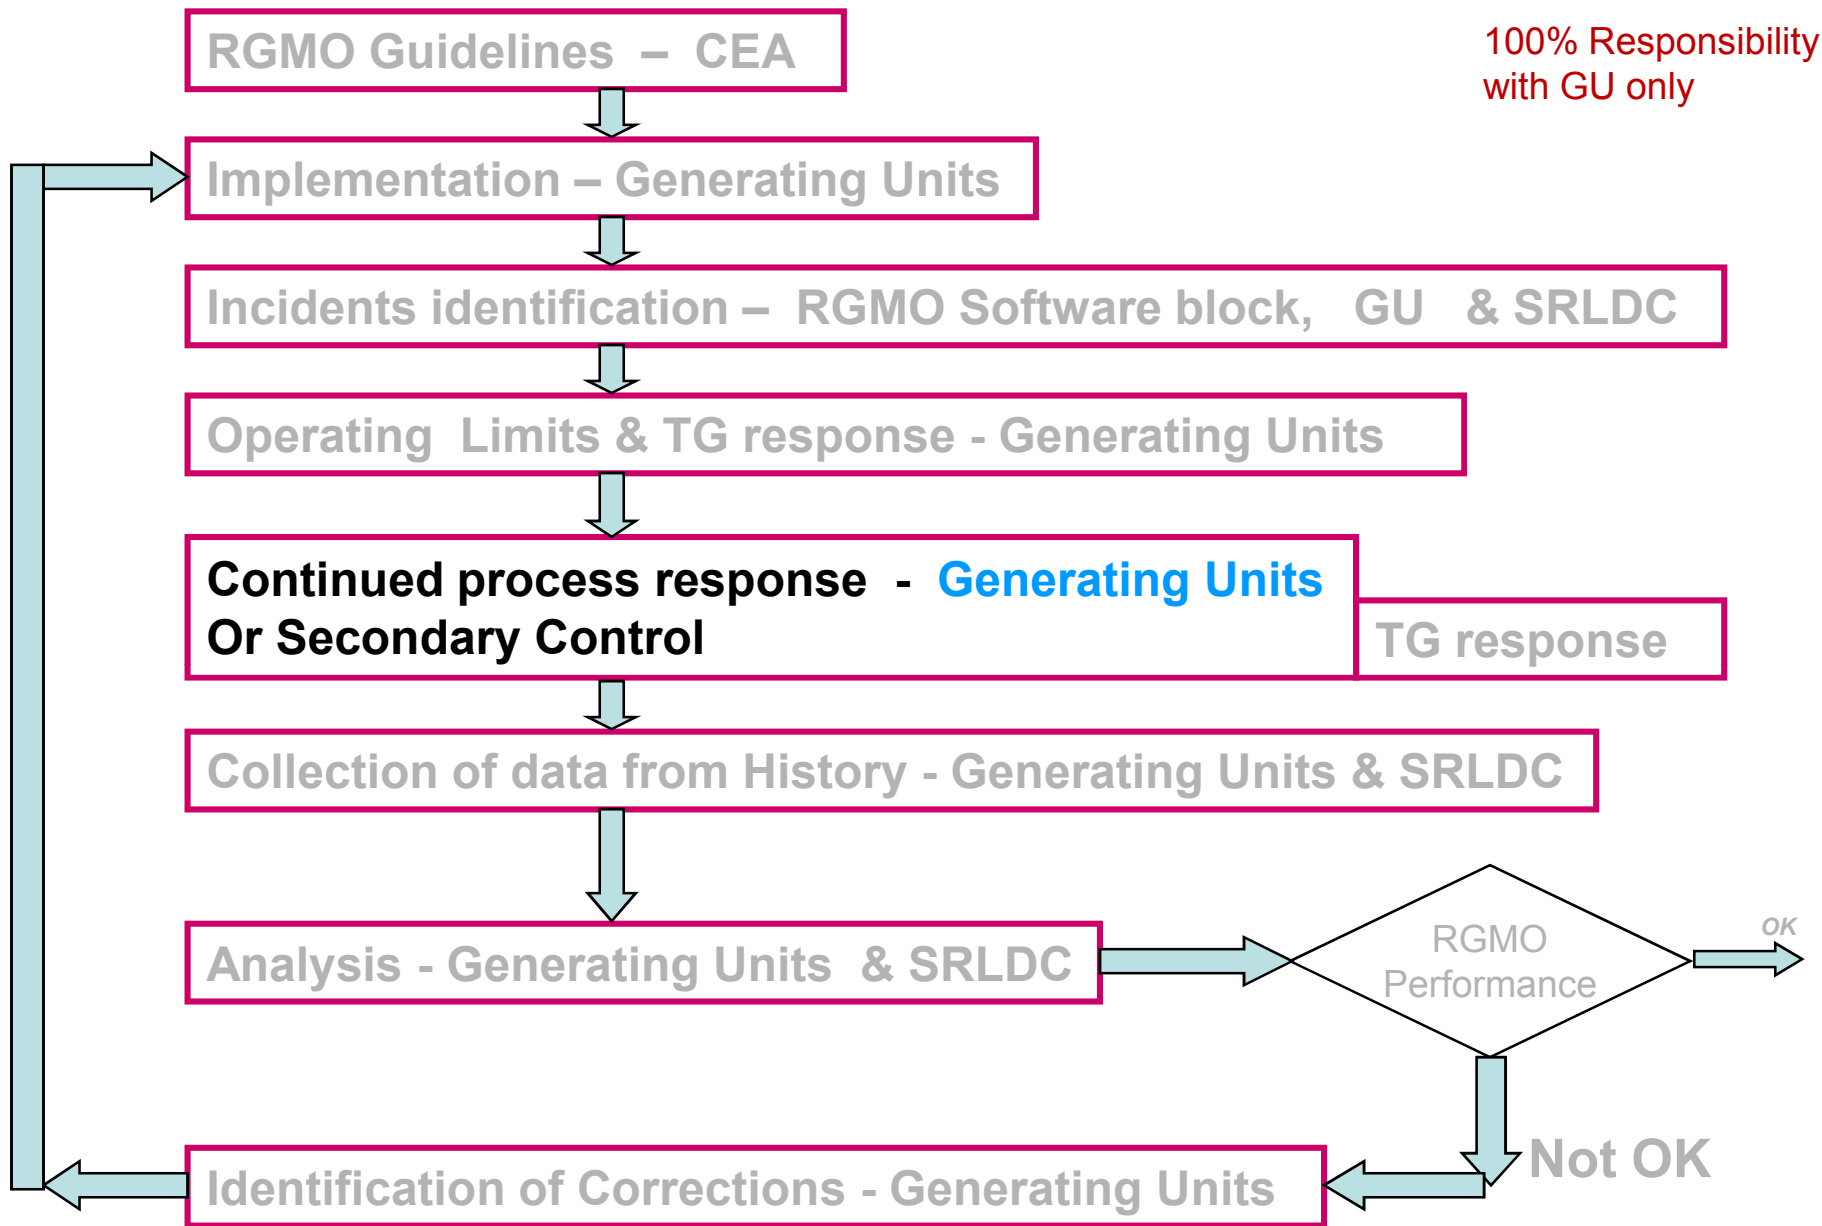 RGMO Guidelines – CEA
100% Responsibility
with GU only
Implementation – Generating Units
Incidents identification – RGMO Software block, GU & SRLDC
Operating Limits & TG response - Generating Units
Continued process response - Generating Units
Or Secondary Control
TG response
Collection of data from History - Generating Units & SRLDC
Analysis - Generating Units & SRLDC
RGMO
Performance
OK
Not OK
Identification of Corrections - Generating Units